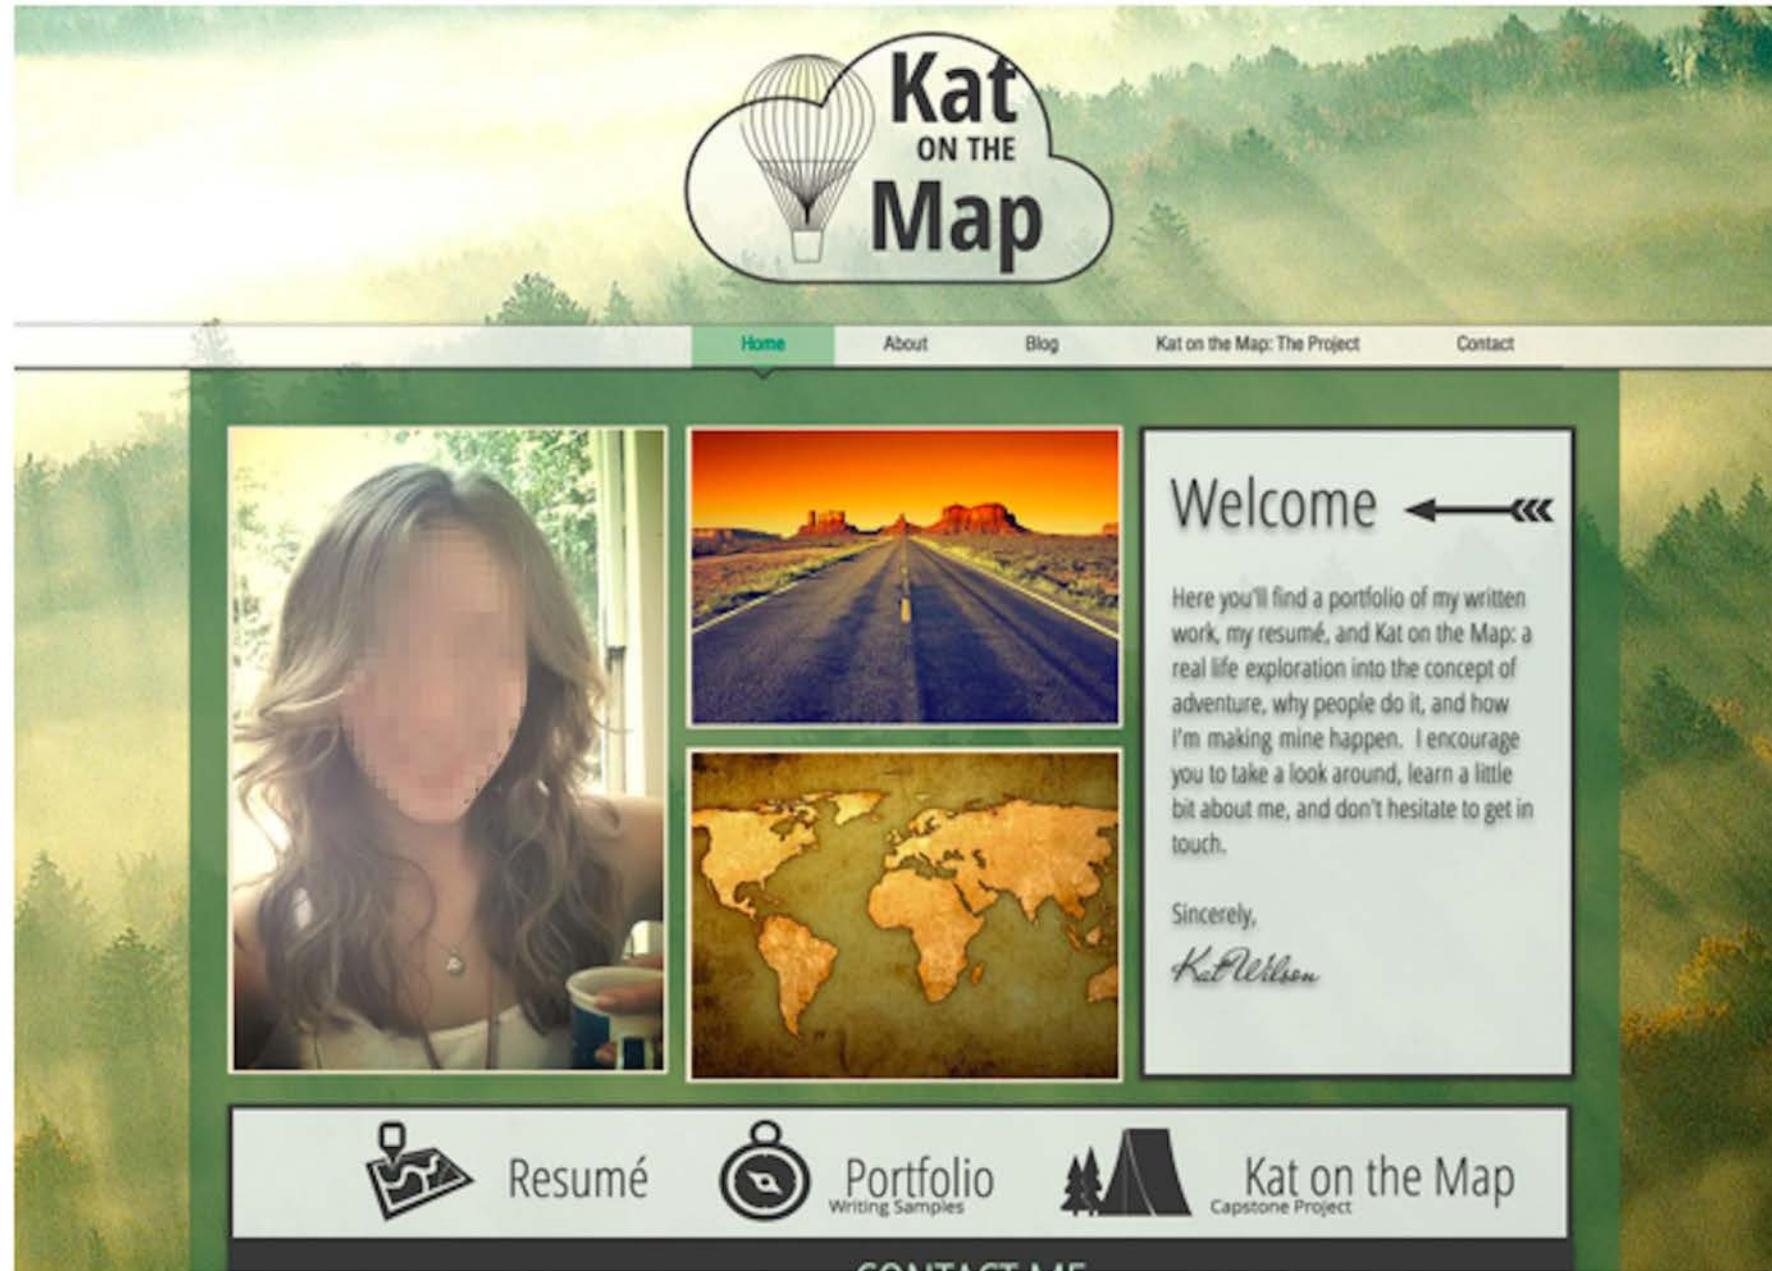 Kat
ON THE
Map
Home About Blog Kat on the Map: The Project Contact
Welcome
Here you'll find a portfolio of my written
work, my resumé, and Kat on the Map: a
real life exploration into the concept of
adventure, why people do it, and how
I'm making mine happen.  I encourage
you to take a look around, learn a little
bit about me, and don't hesitate to get in
touch.
Sincerely,
Kat Wilson
Resumé
Portfolio
Writing Samples
Kat on the Map
Capstone Project
CONTACT ME